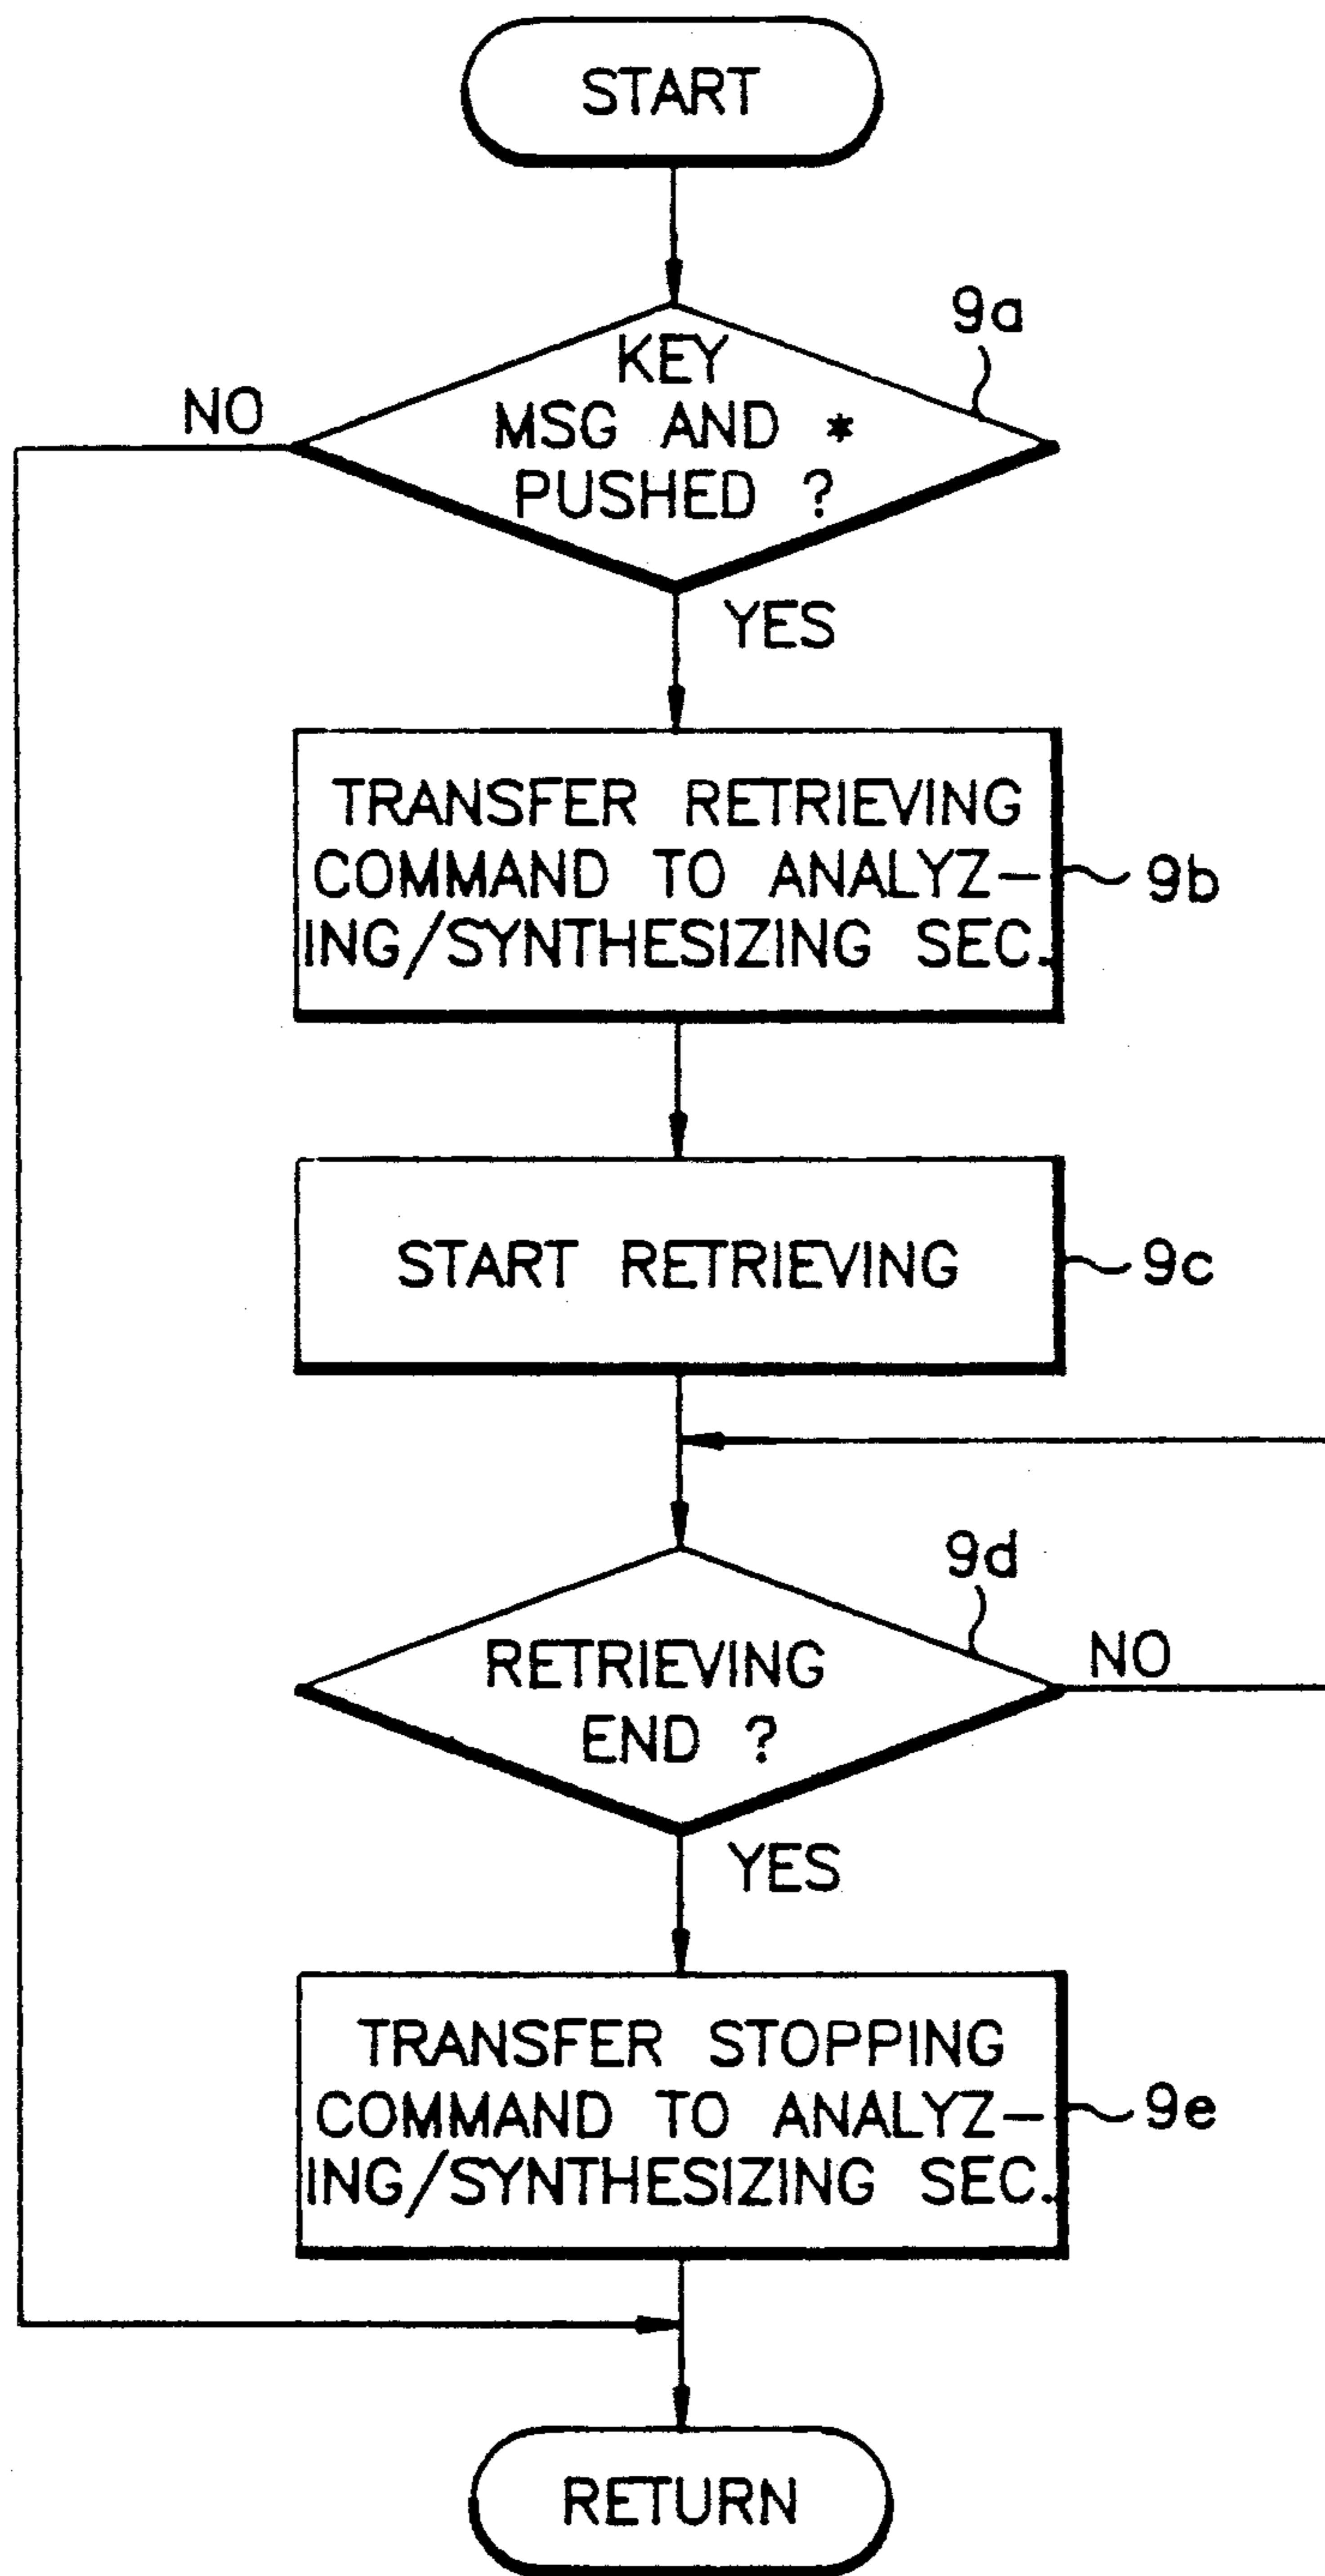 START
9a
KEY
NO
MSG AND *
PUSHED ?
YES
TRANSFER RETRIEVING
COMMAND TO ANALYZ-
9b
ING/SYNTHESIZING SEC.
START RETRIEVING
9c
9d
RETRIEVING
NO
END ?
YES
TRANSFER STOPPING
COMMAND TO ANALYZ-
9e
ING/SYNTHESIZING SEC.
RETURN